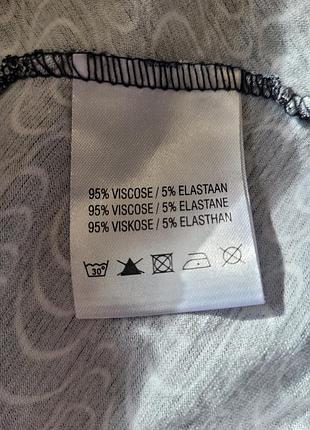 95% VISCOSE / 5% ELASTAAN
95% VISCOSE / 5% ELASTANE
95% VISKOSE / 5% ELASTHAN
30°